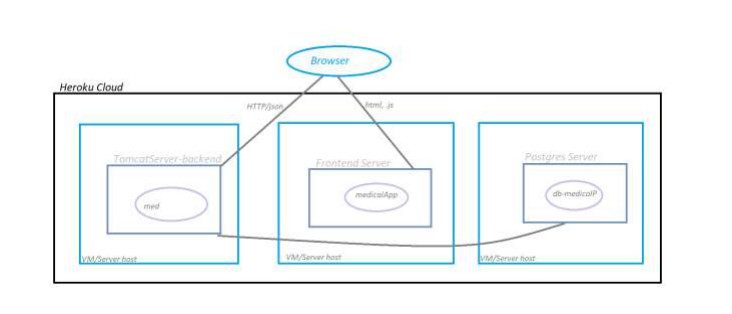 Browser
Heroku Cloud
HTTP/json
html, .js
TomcatServer-backend
Frontend Server
Postgres Server
med
medicalApp
db-medicalP
VM/Server host
VM/Server host
VM/Server host